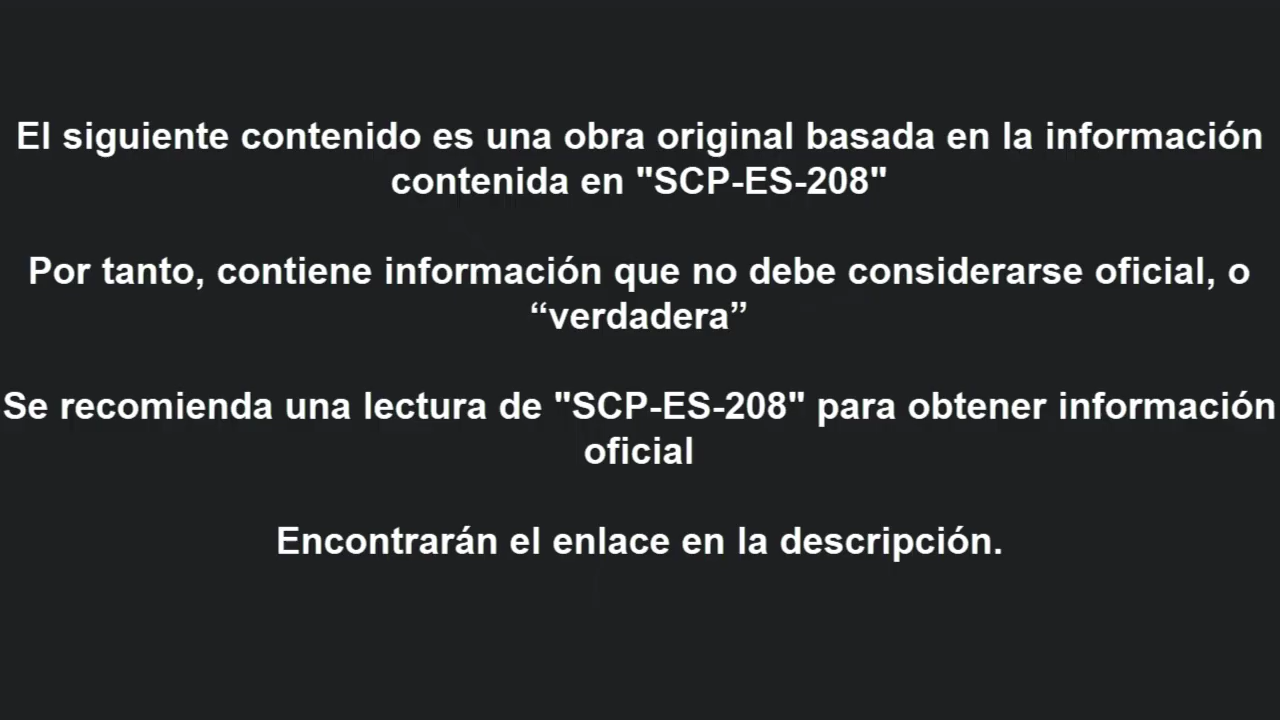 El siguiente contenido es una obra original basada en la información
contenida en "SCP-ES-208"
Por tanto, contiene información que no debe considerarse oficial, o
“verdadera”
Se recomienda una lectura de "SCP-ES-208" para obtener información
oficial
Encontrarán el enlace en la descripción.